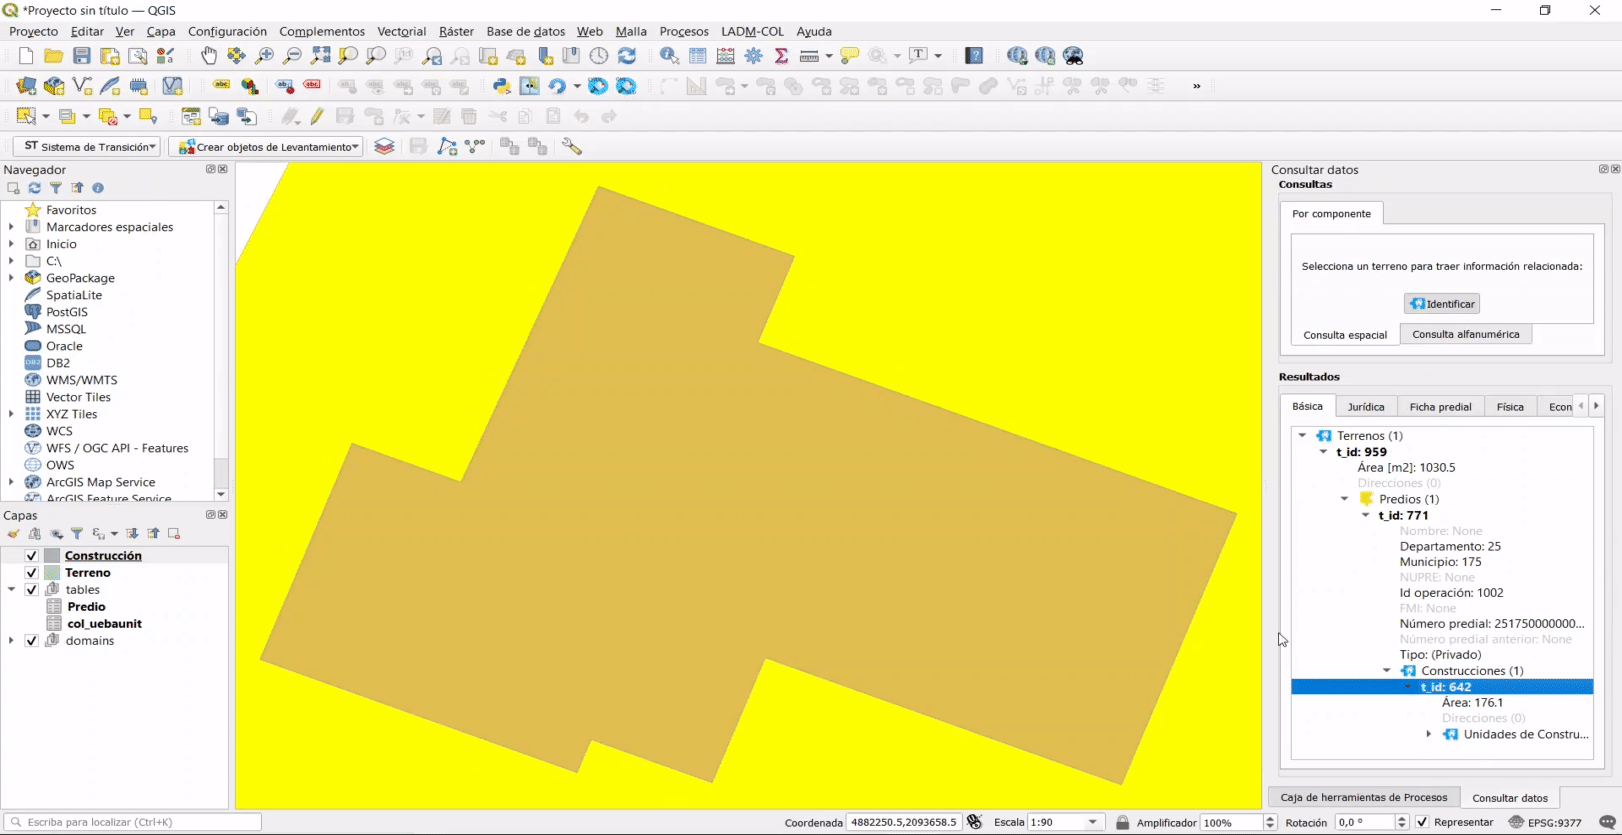 *Proyecto sin título — QGIS
Proyecto Editar Ver Capa Configuración Complementos Vectorial Ráster Base de datos Web Malla Procesos LADM-COL Ayuda
abc abc abc
ST Sistema de Transición Crear objetos de Levantamiento
Navegador
Favoritos
Marcadores espaciales
Inicio
C:\
GeoPackage
SpatiaLite
PostGIS
MSSQL
Oracle
DB2
WMS/WMTS
Vector Tiles
XYZ Tiles
WCS
WFS / OGC API - Features
OWS
ArcGIS Map Service
ArcGIS Feature Service
Capas
Construcción
Terreno
tables
Predio
col_uebaunit
domains
Consultar datos
Consultas
Por componente
Selecciona un terreno para traer información relacionada:
Identificar
Consulta espacial Consulta alfanumérica
Resultados
Básica Jurídica Ficha predial Física Econ
Terrenos (1)
t_id: 959
Área [m2]: 1030.5
Direcciones (0)
Predios (1)
t_id: 771
Nombre: None
Departamento: 25
Municipio: 175
NUPRE: None
Id operación: 1002
FMI: None
Número predial: 251750000000...
Número predial anterior: None
Tipo: (Privado)
Construcciones (1)
t_id: 642
Área: 176.1
Direcciones (0)
Unidades de Constru...
Caja de herramientas de Procesos Consultar datos
Escriba para localizar (Ctrl+K) Coordenada 4882250.5,2093658.5 Escala 1:90 Amplificador 100% Rotación 0,0 ° Representar EPSG:9377